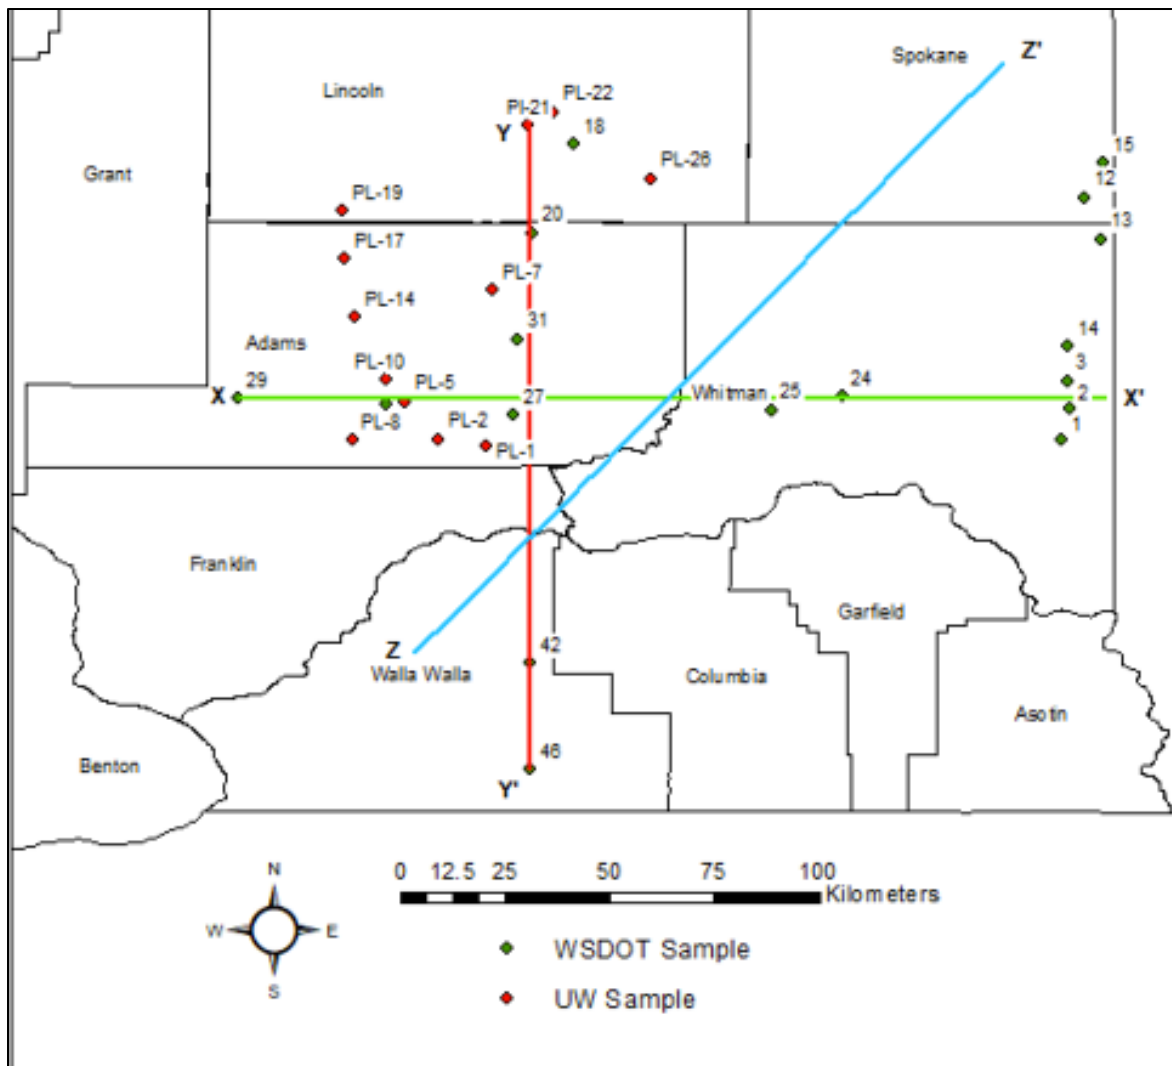 Spokane
Z'
Lincoln
PL-22
PI-21
Y
18
15
Grant
PL-26
12
PL-19
20
13
PL-17
PL-7
PL-14
31
14
Adams
PL-10
3
29
PL-5
24
X
27
Whitman
25
2
X'
PL-8
PL-2
1
PL-1
Franklin
Garfield
Z
42
Walla Walla
Columbia
Asotin
46
Benton
Y'
N
W E
S
0 12.5 25 50 75 100
Kilometers
WSDOT Sample
UW Sample